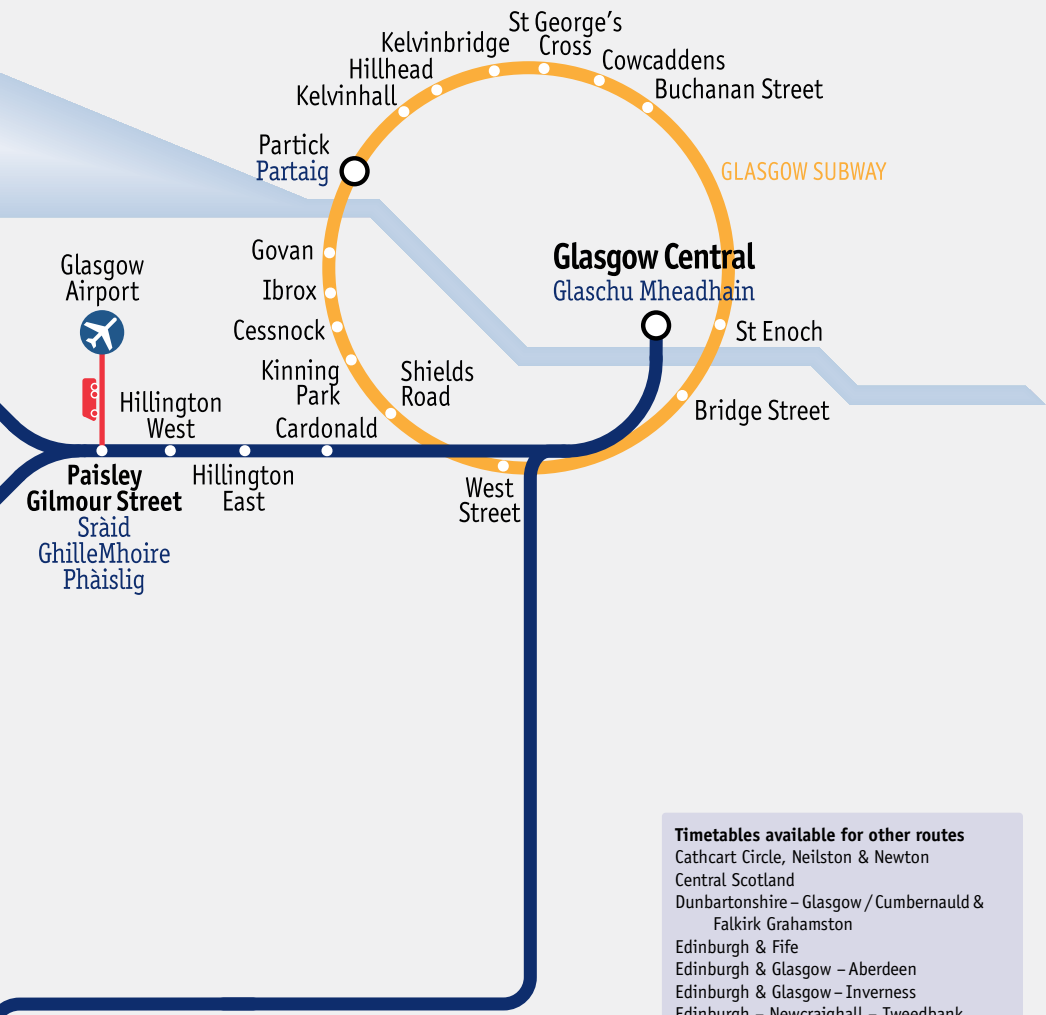 St George's
Cross
Kelvinbridge
Cowcaddens
Hillhead
Buchanan Street
Kelvinhall
Partick
Partaig
GLASGOW SUBWAY
Govan
Glasgow Central
Glaschu Mheadhain
Glasgow
Airport
Ibrox
Cessnock
St Enoch
Kinning
Park
Shields
Road
Hillington
West
Bridge Street
Cardonald
Paisley
Gilmour Street
Sràid
GhilleMhoire
Phàislig
Hillington
East
West
Street
Timetables available for other routes
Cathcart Circle, Neilston & Newton
Central Scotland
Dunbartonshire – Glasgow / Cumbernauld &
Falkirk Grahamston
Edinburgh & Fife
Edinburgh & Glasgow – Aberdeen
Edinburgh & Glasgow – Inverness
Edinburgh – Newcraighall – Tweedbank